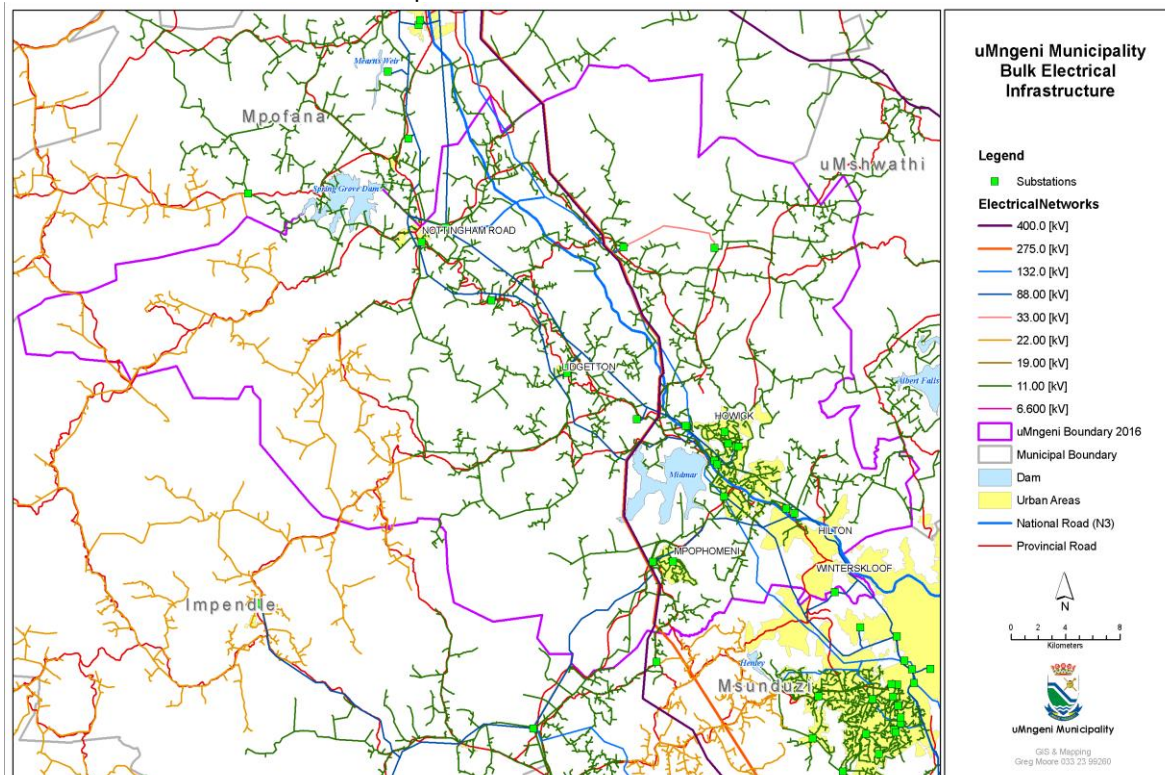 Mearns Weir
Mpofana
uMshwathi
Spring Grove Dam
NOTTINGHAM ROAD
LIDGETTON
Albert Falls
HOWICK
Midmar
HILTON
MPOPHOMENI
WINTERSKLOOF
Impendle
Henley
Msunduzi
uMngeni Municipality
Bulk Electrical
Infrastructure
Legend
Substations
ElectricalNetworks
400.0 [kV]
275.0 [kV]
132.0 [kV]
88.00 [kV]
33.00 [kV]
22.00 [kV]
19.00 [kV]
11.00 [kV]
6.600 [kV]
uMngeni Boundary 2016
Municipal Boundary
Dam
Urban Areas
National Road (N3)
Provincial Road
N
0 2 4 8
Kilometers
uMngeni Municipality
GIS & Mapping
Greg Moore 033 23 99260